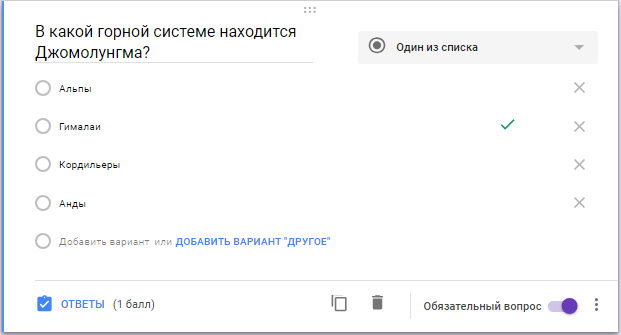 В какой горной системе находится
Джомолунгма?
Один из списка
Альпы
Гималаи
Кордильеры
Анды
Добавить вариант или ДОБАВИТЬ ВАРИАНТ "ДРУГОЕ"
ОТВЕТЫ (1 балл)
Обязательный вопрос